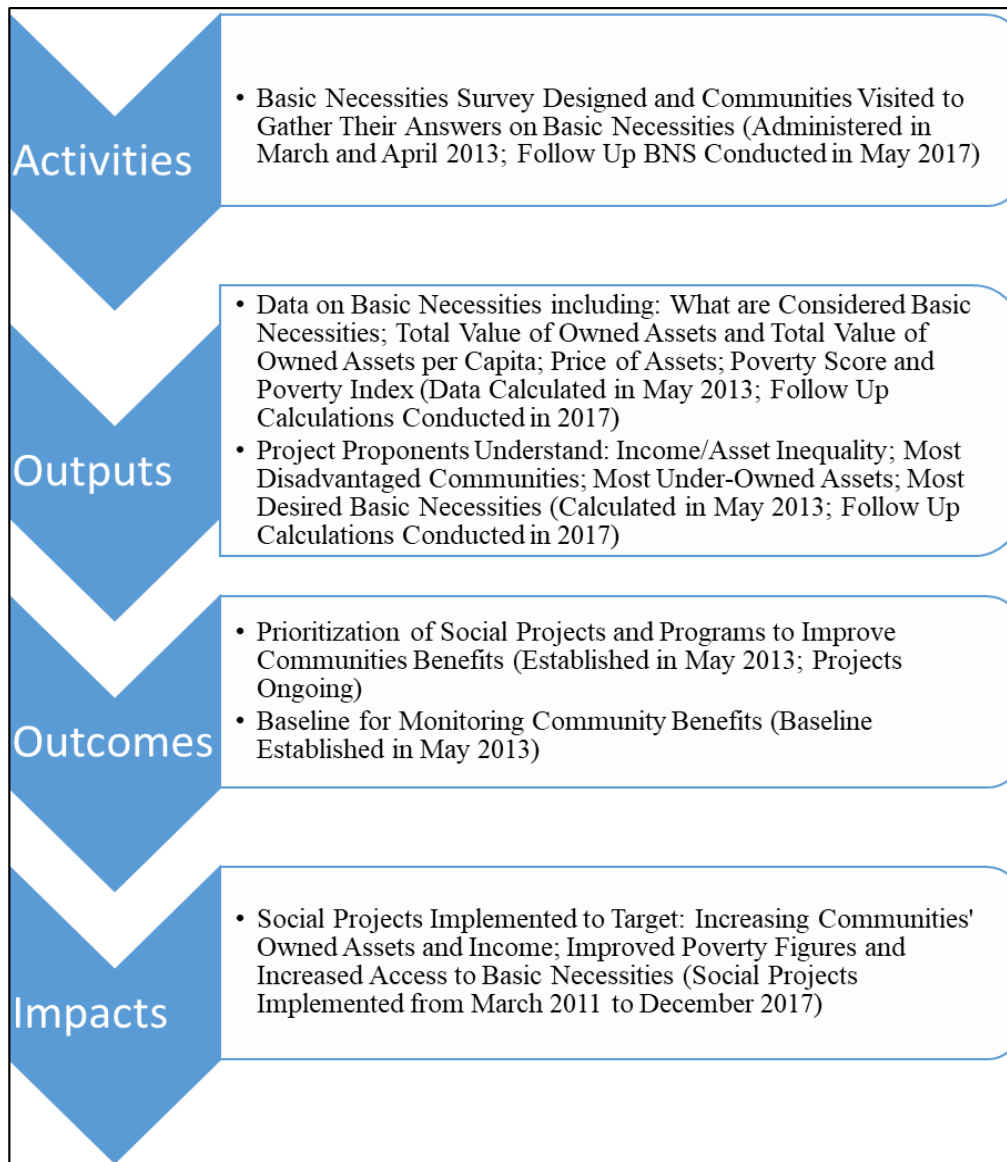 Activities
• Basic Necessities Survey Designed and Communities Visited to
Gather Their Answers on Basic Necessities (Administered in
March and April 2013; Follow Up BNS Conducted in May 2017)
Outputs
• Data on Basic Necessities including: What are Considered Basic
Necessities; Total Value of Owned Assets and Total Value of
Owned Assets per Capita; Price of Assets; Poverty Score and
Poverty Index (Data Calculated in May 2013; Follow Up
Calculations Conducted in 2017)
• Project Proponents Understand: Income/Asset Inequality; Most
Disadvantaged Communities; Most Under-Owned Assets; Most
Desired Basic Necessities (Calculated in May 2013; Follow Up
Calculations Conducted in 2017)
Outcomes
• Prioritization of Social Projects and Programs to Improve
Communities Benefits (Established in May 2013; Projects
Ongoing)
• Baseline for Monitoring Community Benefits (Baseline
Established in May 2013)
Impacts
• Social Projects Implemented to Target: Increasing Communities'
Owned Assets and Income; Improved Poverty Figures and
Increased Access to Basic Necessities (Social Projects
Implemented from March 2011 to December 2017)